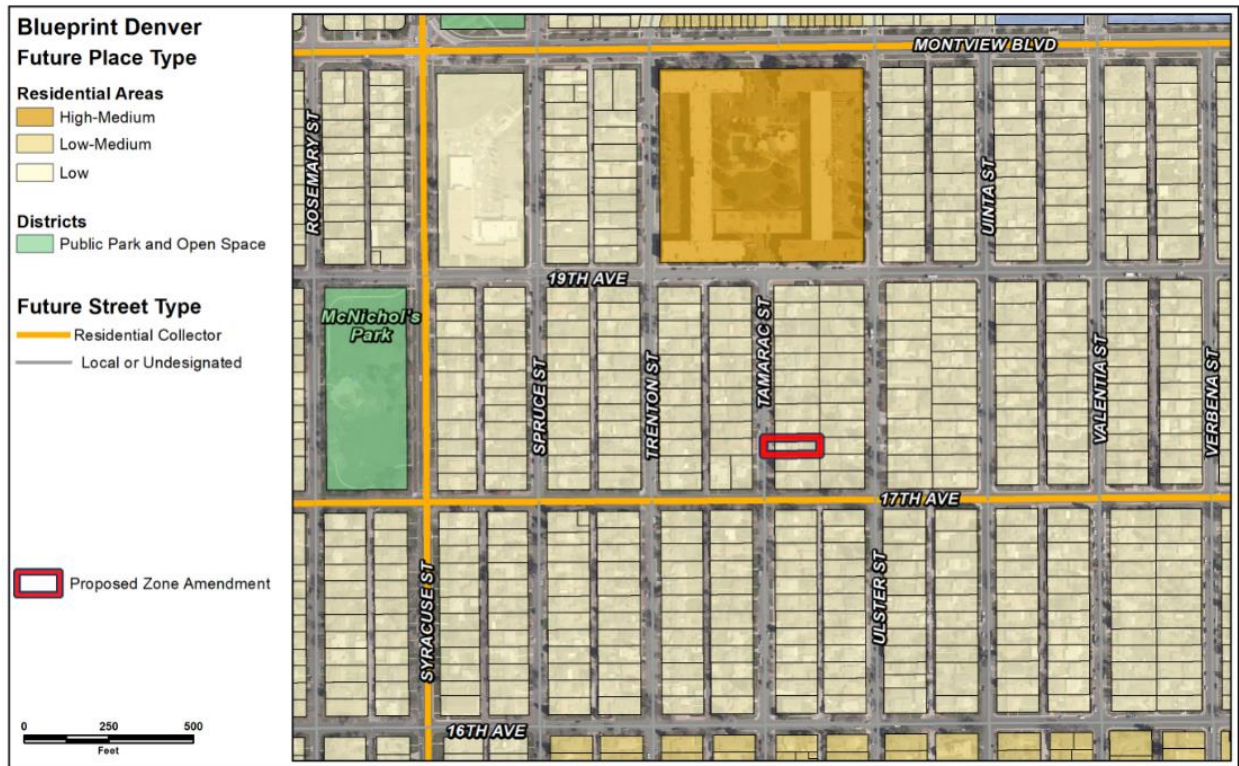 Blueprint Denver
Future Place Type
Residential Areas
High-Medium
Low-Medium
Low
Districts
Public Park and Open Space
Future Street Type
Residential Collector
Local or Undesignated
Proposed Zone Amendment
0 250 500
Feet
MONTVIEW BLVD
ROSEMARY ST
UINTA ST
19TH AVE
McNichol's
Park
SPRUCE ST
TRENTON ST
TAMARAC ST
VALENTIA ST
VERBENA ST
17TH AVE
SYRACUSE ST
ULSTER ST
16TH AVE